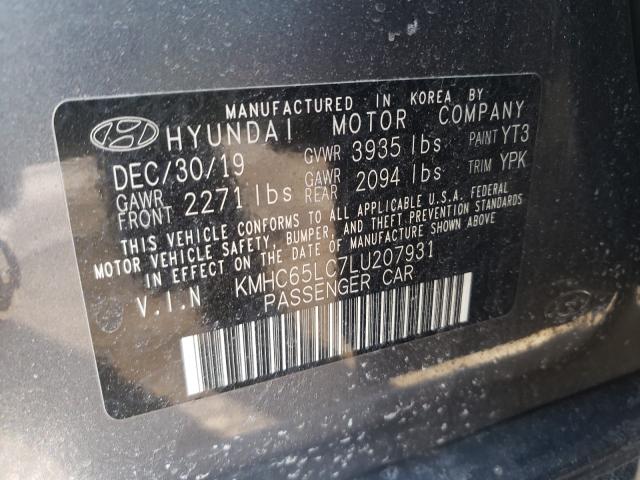 MANUFACTURED IN KOREA BY
HYUNDAI MOTOR COMPANY
DEC/30/19 GVWR 3935 lbs PAINT YT3
GAWR FRONT 2271 lbs GAWR REAR 2094 lbs TRIM YPK
THIS VEHICLE CONFORMS TO ALL APPLICABLE U.S.A. FEDERAL
MOTOR VEHICLE SAFETY, BUMPER, AND THEFT PREVENTION STANDARDS
IN EFFECT ON THE DATE OF MANUFACTURE SHOWN ABOVE
V.I.N KMHC65LC7LU207931
PASSENGER CAR